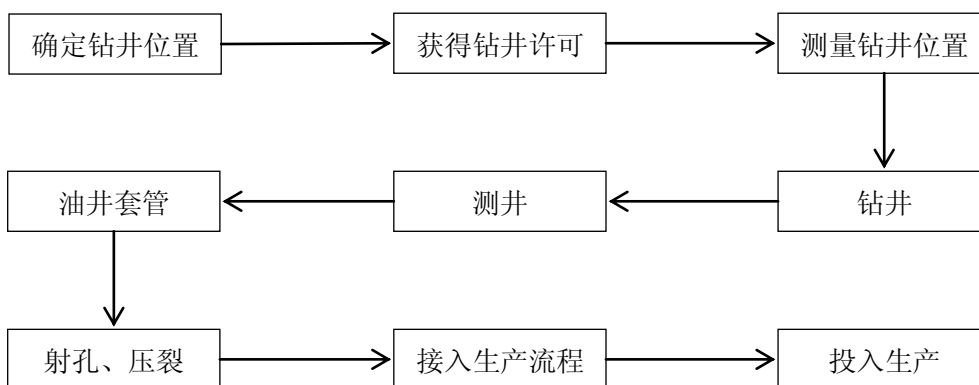 确定钻井位置
获得钻井许可
测量钻井位置
钻井
测井
油井套管
射孔、压裂
接入生产流程
投入生产